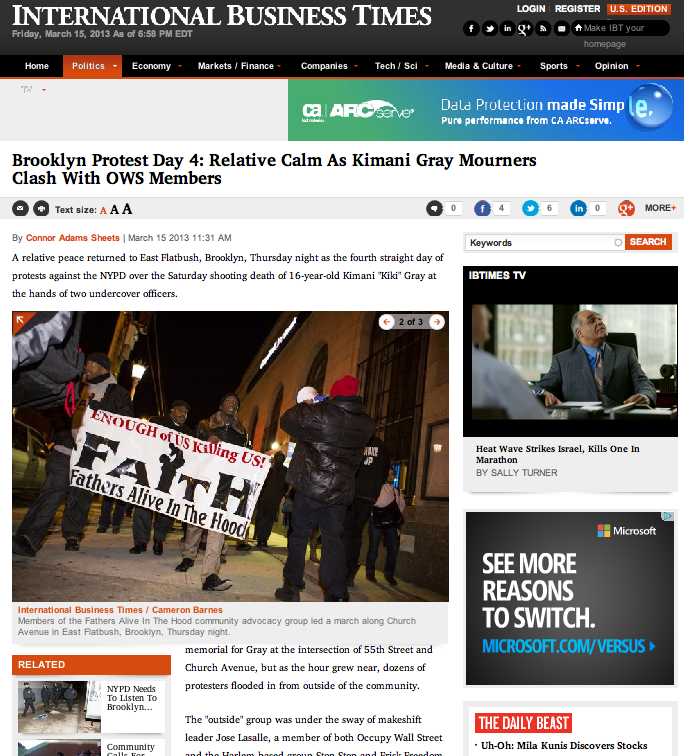 INTERNATIONAL BUSINESS TIMES
LOGIN | REGISTER U.S. EDITION
Friday, March 15, 2013 As of 6:58 PM EDT
Make IBT your
homepage
Home Politics Economy Markets / Finance Companies Tech / Sci Media & Culture Sports Opinion
TV
ca technologies ARCserve®
Data Protection made Simple.
Pure performance from CA ARCserve.
Brooklyn Protest Day 4: Relative Calm As Kimani Gray Mourners
Clash With OWS Members
Text size: A A A
0 4 6 0 MORE+
By Connor Adams Sheets | March 15 2013 11:31 AM
A relative peace returned to East Flatbush, Brooklyn, Thursday night as the fourth straight day of
protests against the NYPD over the Saturday shooting death of 16-year-old Kimani "Kiki" Gray at
the hands of two undercover officers.
2 of 3
ENOUGH of US Killing US!
FAITH
Fathers Alive In The Hood
WAKE
UP
International Business Times / Cameron Barnes
Members of the Fathers Alive In The Hood community advocacy group led a march along Church
Avenue in East Flatbush, Brooklyn, Thursday night.
RELATED
NYPD Needs
To Listen To
Brooklyn...
Community
Calls For
memorial for Gray at the intersection of 55th Street and
Church Avenue, but as the hour grew near, dozens of
protesters flooded in from outside of the community.
The "outside" group was under the sway of makeshift
leader Jose Lasalle, a member of both Occupy Wall Street
and the Harlem-based group Stop Stop and Frisk Freedom
Keywords SEARCH
IBTIMES TV
Heat Wave Strikes Israel, Kills One In
Marathon
BY SALLY TURNER
Microsoft
SEE MORE
REASONS
TO SWITCH.
MICROSOFT.COM/VERSUS
THE DAILY BEAST
· Uh-Oh: Mila Kunis Discovers Stocks